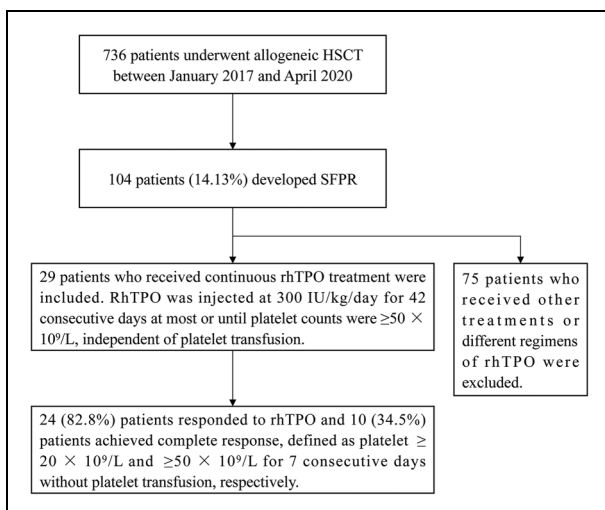 736 patients underwent allogeneic HSCT
between January 2017 and April 2020
104 patients (14.13%) developed SFPR
29 patients who received continuous rhTPO treatment were
included. RhTPO was injected at 300 IU/kg/day for 42
consecutive days at most or until platelet counts were ≥50 ×
10⁹/L, independent of platelet transfusion.
75 patients who
received other
treatments or
different regimens
of rhTPO were
excluded.
24 (82.8%) patients responded to rhTPO and 10 (34.5%)
patients achieved complete response, defined as platelet ≥
20 × 10⁹/L and ≥50 × 10⁹/L for 7 consecutive days
without platelet transfusion, respectively.